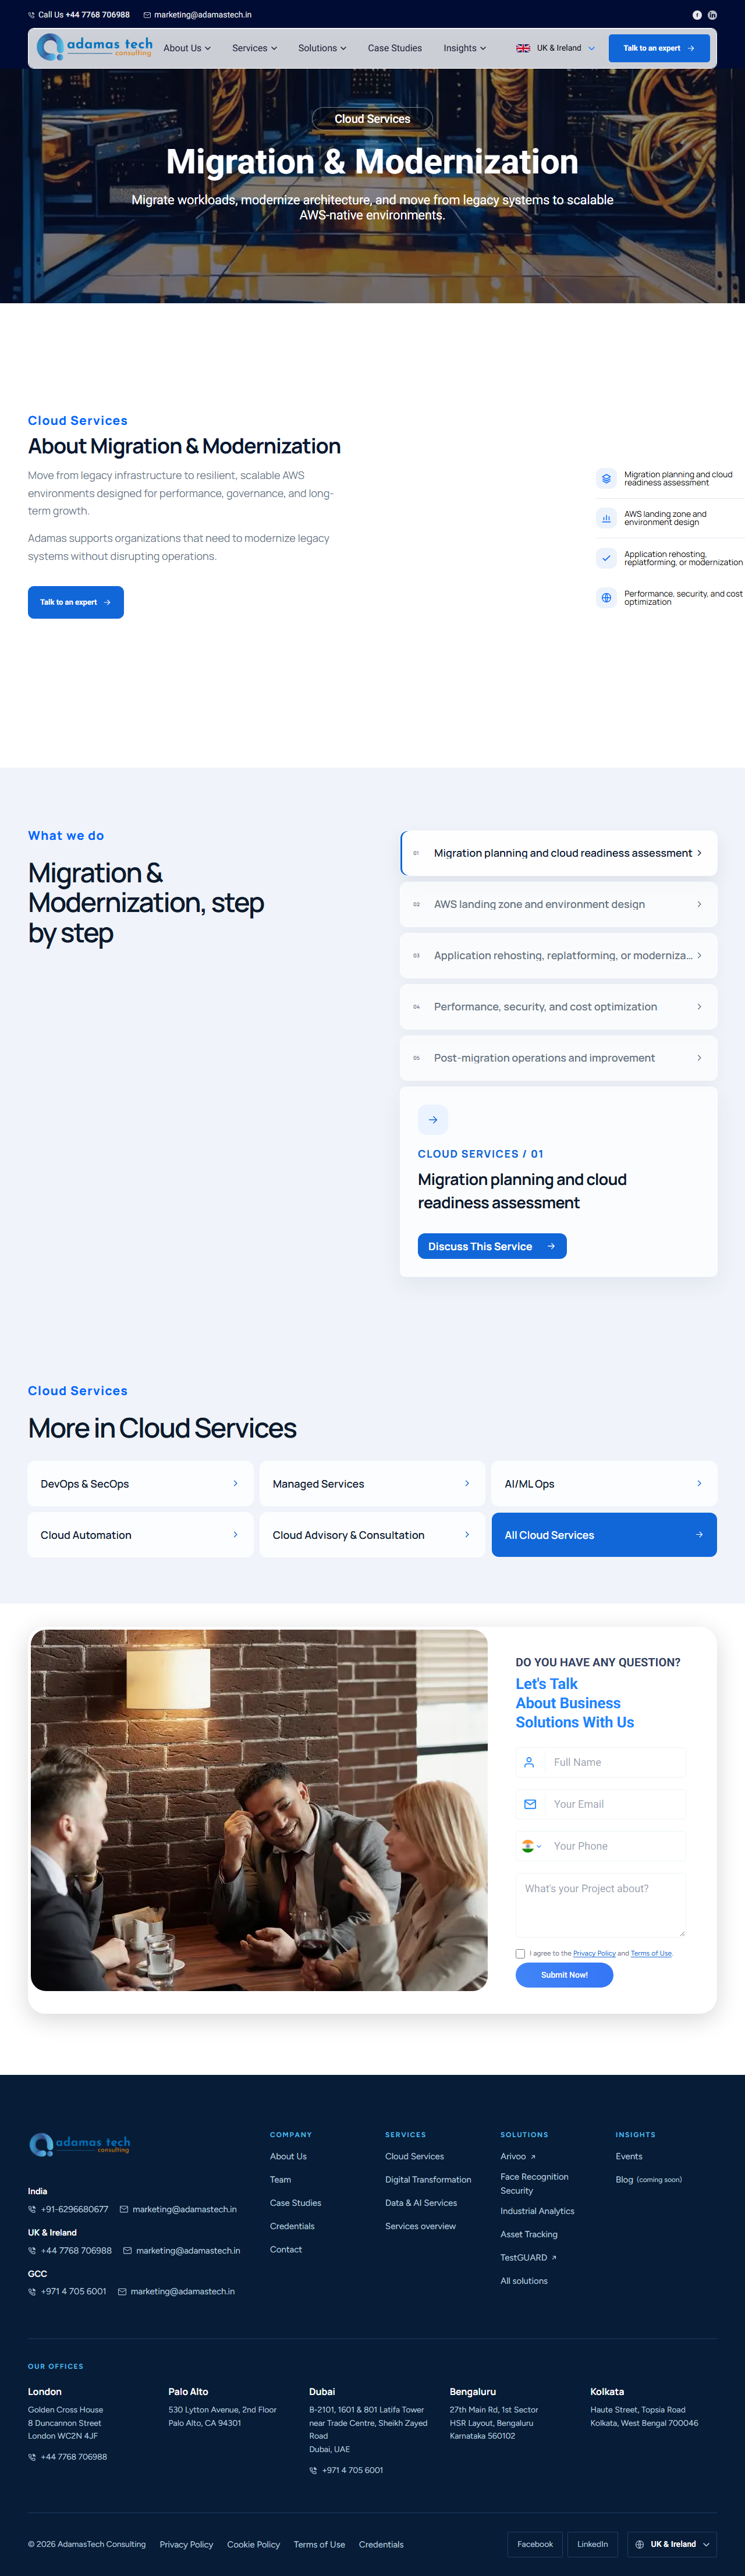 Call Us +44 7768 706988
marketing@adamastech.in
adamas tech
consulting
About Us
Services
Solutions
Case Studies
Insights
UK & Ireland
Talk to an expert
Cloud Services
Migration & Modernization
Migrate workloads, modernize architecture, and move from legacy systems to scalable
AWS-native environments.
Cloud Services
About Migration & Modernization
Move from legacy infrastructure to resilient, scalable AWS
environments designed for performance, governance, and long-
term growth.
Adamas supports organizations that need to modernize legacy
systems without disrupting operations.
Talk to an expert
Migration planning and cloud
readiness assessment
AWS landing zone and
environment design
Application rehosting,
replatforming, or modernization
Performance, security, and cost
optimization
What we do
Migration &
Modernization, step
by step
01
Migration planning and cloud readiness assessment
02
AWS landing zone and environment design
03
Application rehosting, replatforming, or moderniza...
04
Performance, security, and cost optimization
05
Post-migration operations and improvement
CLOUD SERVICES / 01
Migration planning and cloud
readiness assessment
Discuss This Service
Cloud Services
More in Cloud Services
DevOps & SecOps
Managed Services
AI/ML Ops
Cloud Automation
Cloud Advisory & Consultation
All Cloud Services
DO YOU HAVE ANY QUESTION?
Let's Talk
About Business
Solutions With Us
Full Name
Your Email
Your Phone
What's your Project about?
I agree to the Privacy Policy and Terms of Use.
Submit Now!
adamas tech
consulting
India
+91-6296680677
marketing@adamastech.in
UK & Ireland
+44 7768 706988
marketing@adamastech.in
GCC
+971 4 705 6001
marketing@adamastech.in
COMPANY
About Us
Team
Case Studies
Credentials
Contact
SERVICES
Cloud Services
Digital Transformation
Data & AI Services
Services overview
SOLUTIONS
Arivoo
Face Recognition
Security
Industrial Analytics
Asset Tracking
TestGUARD
All solutions
INSIGHTS
Events
Blog (coming soon)
OUR OFFICES
London
Golden Cross House
8 Duncannon Street
London WC2N 4JF
+44 7768 706988
Palo Alto
530 Lytton Avenue, 2nd Floor
Palo Alto, CA 94301
Dubai
B-2101, 1601 & 801 Latifa Tower
near Trade Centre, Sheikh Zayed
Road
Dubai, UAE
+971 4 705 6001
Bengaluru
27th Main Rd, 1st Sector
HSR Layout, Bengaluru
Karnataka 560102
Kolkata
Haute Street, Topsia Road
Kolkata, West Bengal 700046
© 2026 AdamasTech Consulting
Privacy Policy
Cookie Policy
Terms of Use
Credentials
Facebook
LinkedIn
UK & Ireland